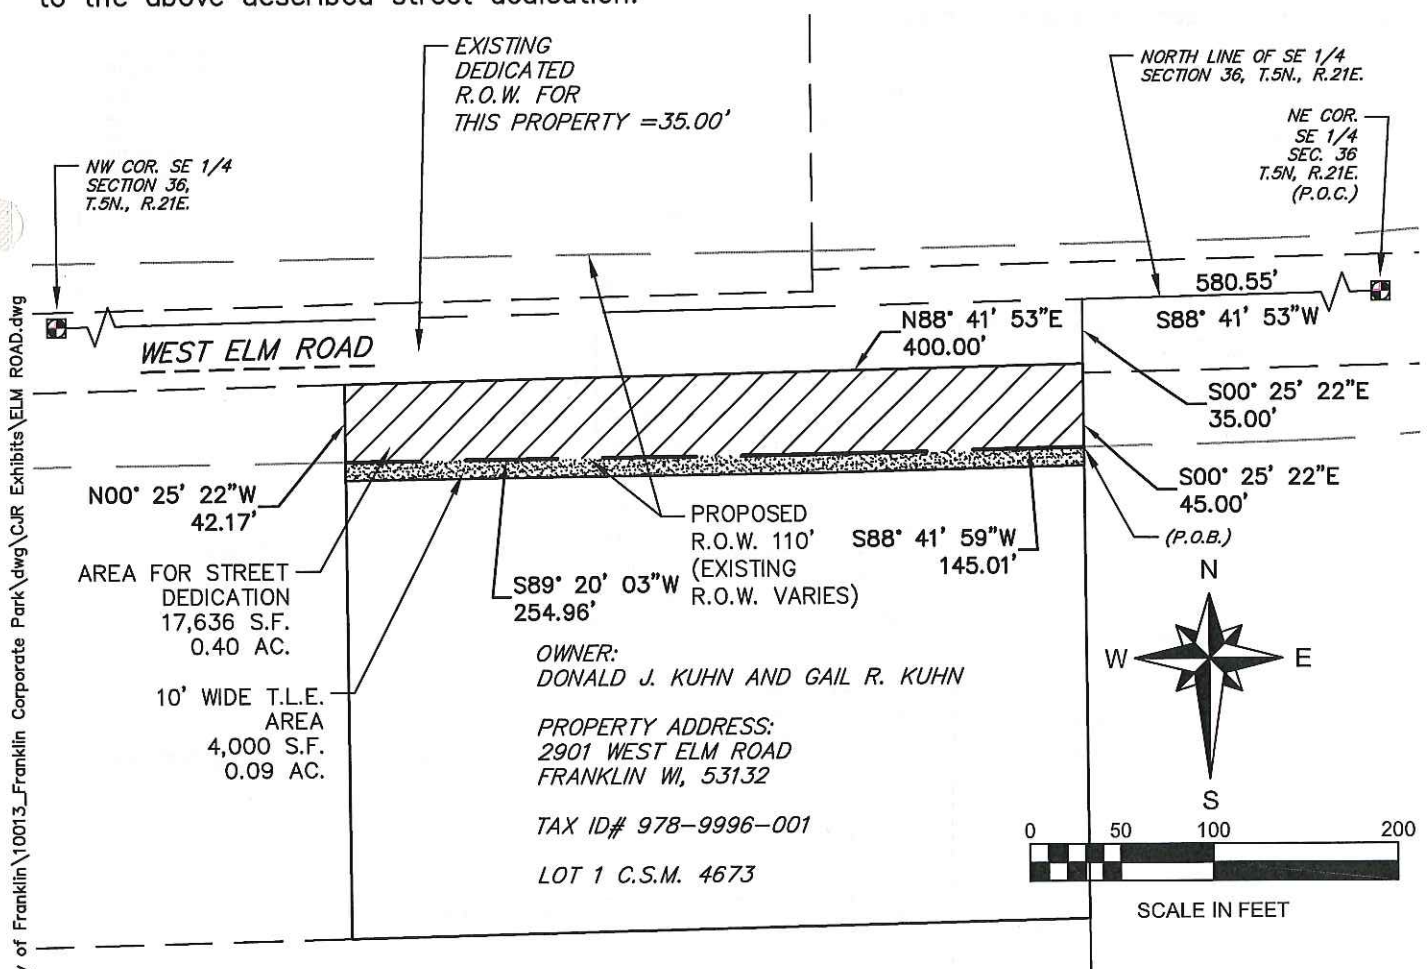 to the above described street dedication.
EXISTING
DEDICATED
R.O.W. FOR
THIS PROPERTY =35.00'
NORTH LINE OF SE 1/4
SECTION 36, T.5N., R.21E.
NE COR.
SE 1/4
SEC. 36
T.5N, R.21E.
(P.O.C.)
NW COR. SE 1/4
SECTION 36,
T.5N., R.21E.
580.55'
S88° 41' 53"W
N88° 41' 53"E
400.00'
WEST ELM ROAD
S00° 25' 22"E
35.00'
N00° 25' 22"W
42.17'
S00° 25' 22"E
45.00'
(P.O.B.)
PROPOSED
R.O.W. 110'
(EXISTING
R.O.W. VARIES)
S88° 41' 59"W
145.01'
S89° 20' 03"W
254.96'
AREA FOR STREET
DEDICATION
17,636 S.F.
0.40 AC.
10' WIDE T.L.E.
AREA
4,000 S.F.
0.09 AC.
OWNER:
DONALD J. KUHN AND GAIL R. KUHN
PROPERTY ADDRESS:
2901 WEST ELM ROAD
FRANKLIN WI, 53132
TAX ID# 978-9996-001
LOT 1 C.S.M. 4673
N
W E
S
0 50 100 200
SCALE IN FEET
of Franklin\10013_Franklin Corporate Park\dwg\CJR Exhibits\ELM ROAD.dwg